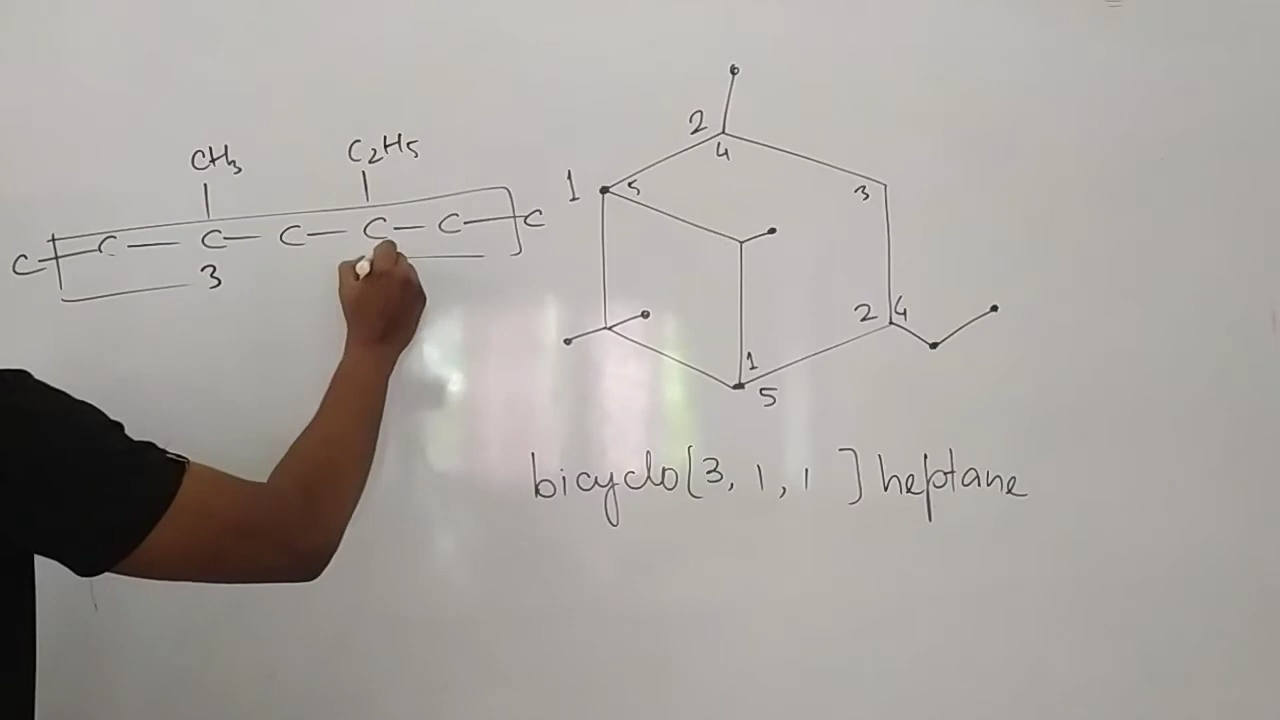 CH3 C2H5
C — C — C — C — C — C — C
3
2
4
1 5
3
2 4
1
5
bicyclo[3, 1, 1 ] heptane